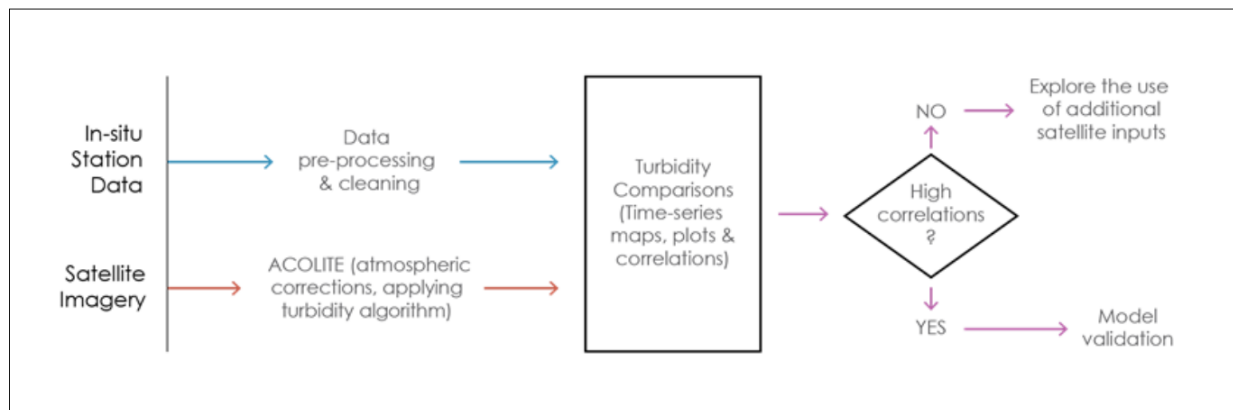 In-situ
Station
Data
Data
pre-processing
& cleaning
Satellite
Imagery
ACOLITE (atmospheric
corrections, applying
turbidity algorithm)
Turbidity
Comparisons
(Time-series
maps, plots &
correlations)
High
correlations
?
NO
Explore the use
of additional
satellite inputs
YES
Model
validation